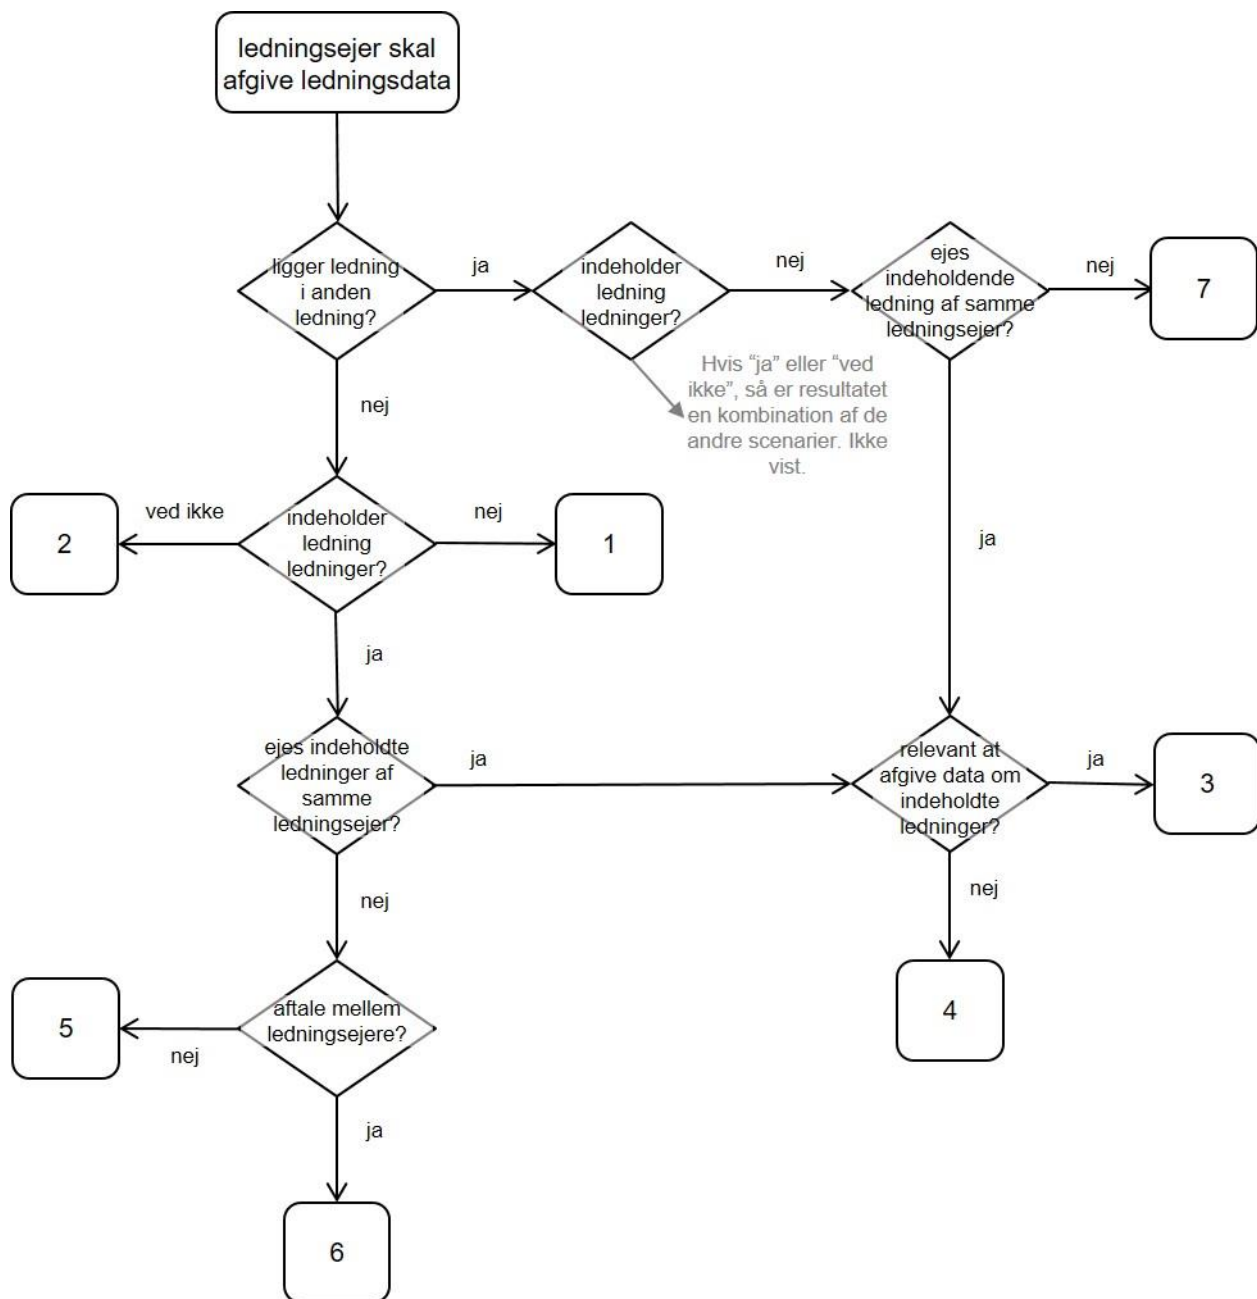 ledningsejer skal
afgive ledningsdata
ligger ledning
i anden
ledning?
ja
indeholder
ledning
ledninger?
nej
ejes
indeholdende
ledning af samme
ledningsejer?
nej
7
Hvis “ja” eller “ved
ikke”, så er resultatet
en kombination af de
andre scenarier. Ikke
vist.
nej
2
ved ikke
indeholder
ledning
ledninger?
nej
1
ja
ja
ejes indeholdte
ledninger af
samme
ledningsejer?
ja
relevant at
afgive data om
indeholdte
ledninger?
ja
3
nej
nej
4
5
nej
aftale mellem
ledningsejere?
ja
6